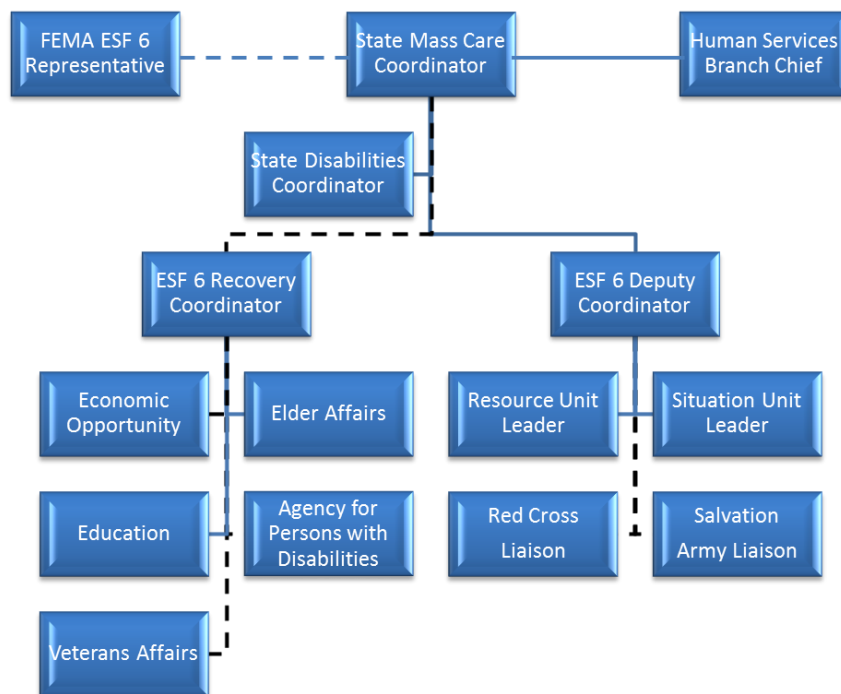 FEMA ESF 6
Representative
State Mass Care
Coordinator
Human Services
Branch Chief
State Disabilities
Coordinator
ESF 6 Recovery
Coordinator
ESF 6 Deputy
Coordinator
Economic
Opportunity
Elder Affairs
Resource Unit
Leader
Situation Unit
Leader
Education
Agency for
Persons with
Disabilities
Red Cross
Liaison
Salvation
Army Liaison
Veterans Affairs